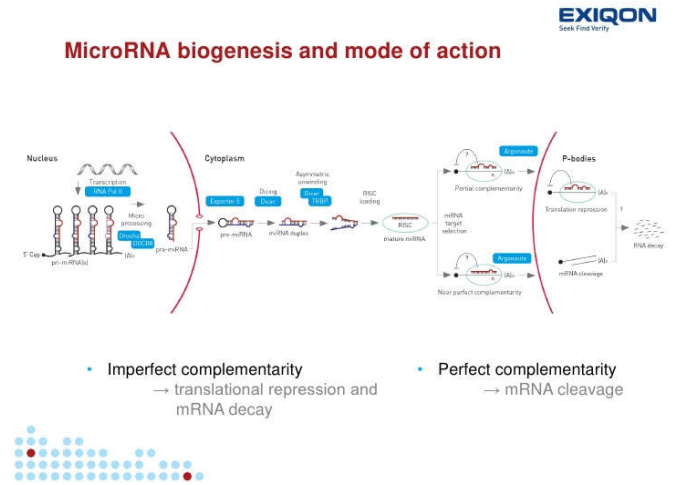 EXIQON
Seek Find Verify
MicroRNA biogenesis and mode of action
Nucleus
Transcription
RNA Pol II
Micro
processing
Drosha
DGCR8
5' Cap
(A)n
pri-miRNA(s)
pre-miRNA
Cytoplasm
Exportin-5
Dicing
Dicer
pre-miRNA
miRNA duplex
Asymmetric
unwinding
Dicer
TRBP
RISC
loading
RISC
mature miRNA
mRNA
target
selection
Argonaute
?
(A)n
Partial complementarity
Argonaute
?
(A)n
Near perfect complementarity
P-bodies
(A)n
Translation repression
?
(A)n
mRNA cleavage
RNA decay
• Imperfect complementarity
→ translational repression and
mRNA decay
• Perfect complementarity
→ mRNA cleavage